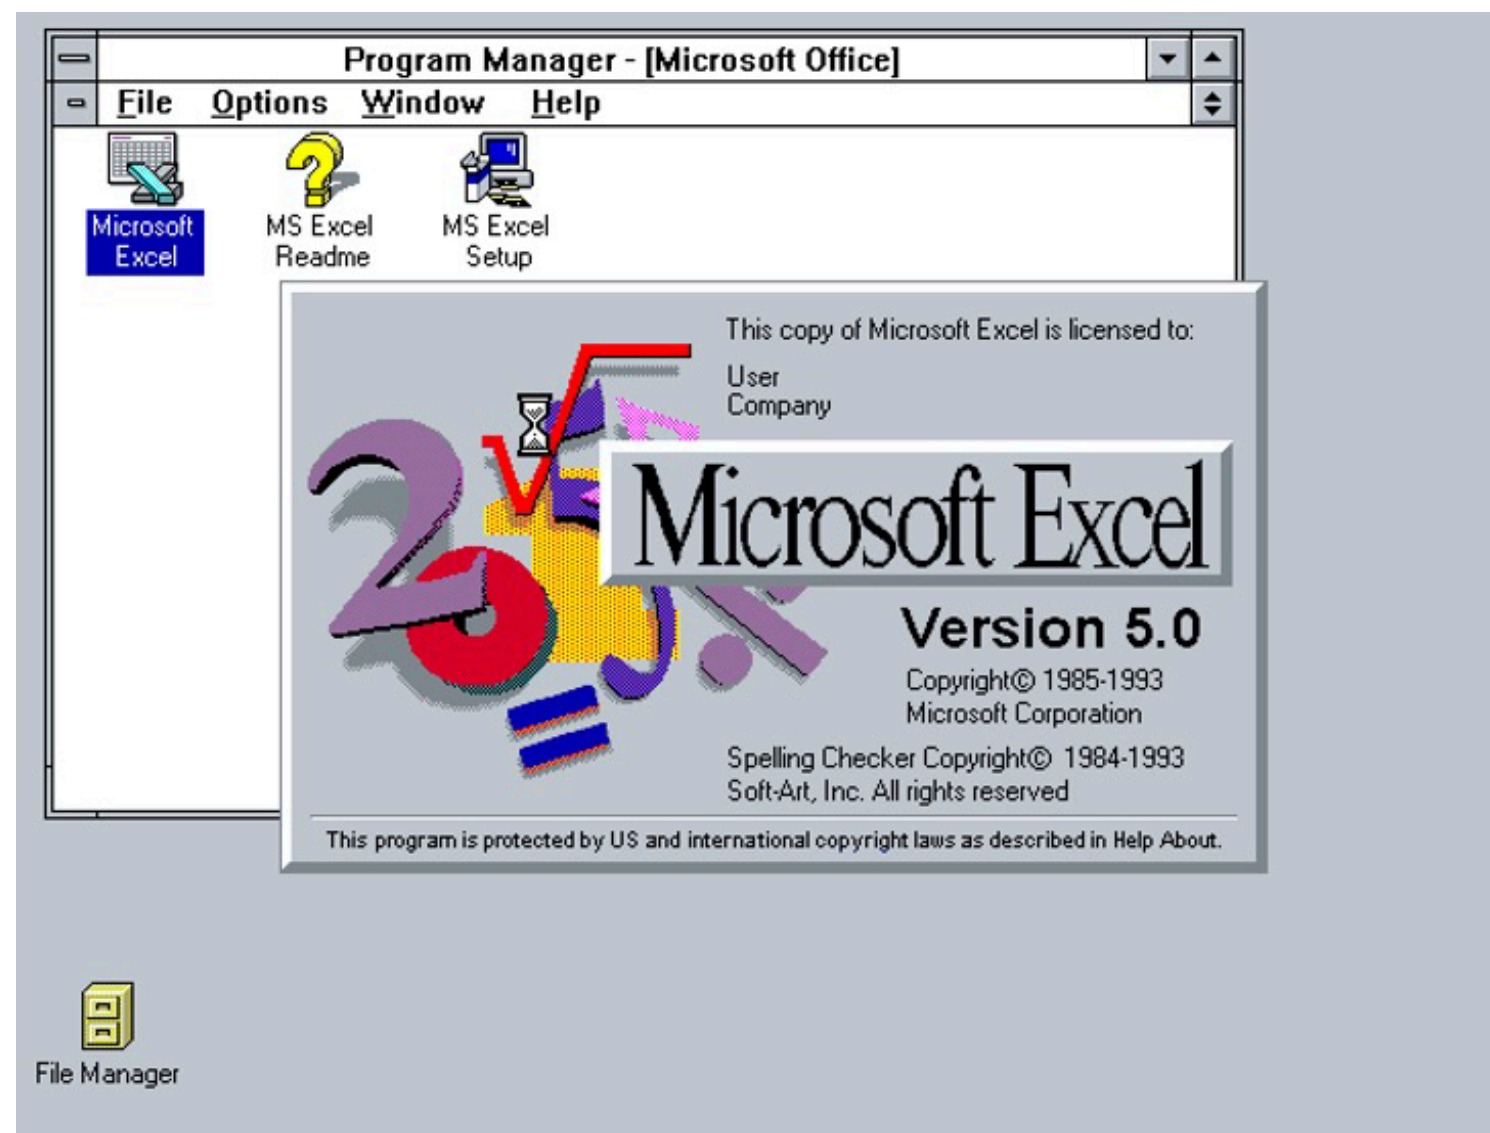 Program Manager - [Microsoft Office]
File Options Window Help
Microsoft
Excel
MS Excel
Readme
MS Excel
Setup
This copy of Microsoft Excel is licensed to:
User
Company
Microsoft Excel
Version 5.0
Copyright© 1985-1993
Microsoft Corporation
Spelling Checker Copyright© 1984-1993
Soft-Art, Inc. All rights reserved
This program is protected by US and international copyright laws as described in Help About.
File Manager